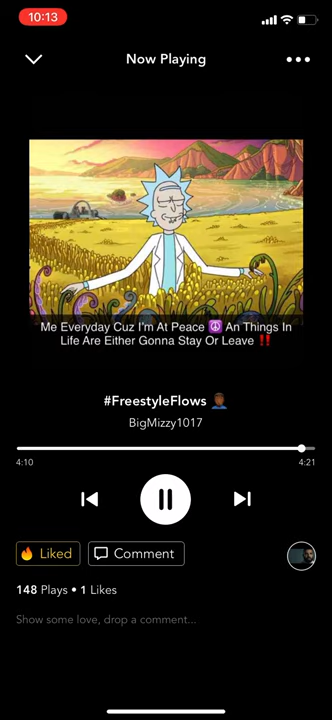 10:13
Now Playing
Me Everyday Cuz I'm At Peace ☮️ An Things In
Life Are Either Gonna Stay Or Leave ‼️
#FreestyleFlows 🙇🏾‍♂️
BigMizzy1017
4:10
4:21
🔥 Liked
Comment
148 Plays • 1 Likes
Show some love, drop a comment...